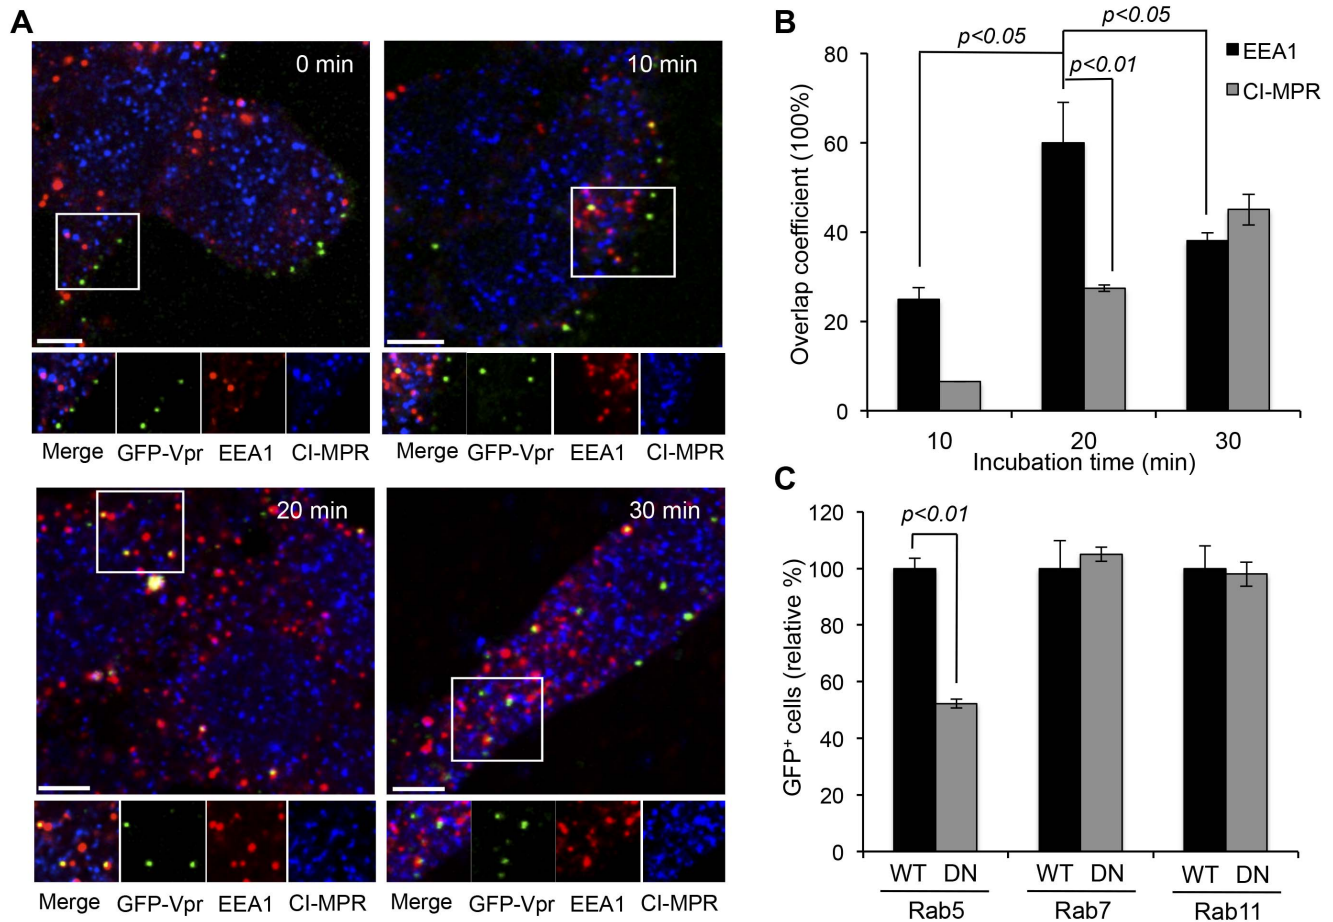 A
0 min
10 min
Merge GFP-Vpr EEA1 CI-MPR
Merge GFP-Vpr EEA1 CI-MPR
20 min
30 min
Merge GFP-Vpr EEA1 CI-MPR
Merge GFP-Vpr EEA1 CI-MPR
B
p<0.05
p<0.05
p<0.01
EEA1
CI-MPR
Overlap coefficient (100%)
80
60
40
20
0
10 20 30
Incubation time (min)
C
p<0.01
GFP⁺ cells (relative %)
120
100
80
60
40
20
0
WT DN WT DN WT DN
Rab5 Rab7 Rab11